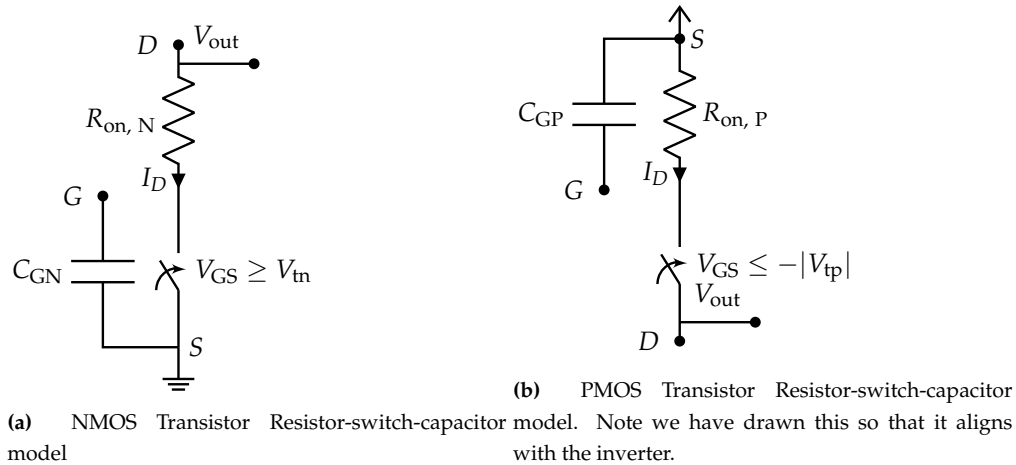 D
V_out
R_on, N
I_D
G
C_GN
V_GS ≥ V_tn
S
(a) NMOS Transistor Resistor-switch-capacitor
model
S
C_GP
R_on, P
G
I_D
V_GS ≤ −|V_tp|
V_out
D
(b) PMOS Transistor Resistor-switch-capacitor
model. Note we have drawn this so that it aligns
with the inverter.